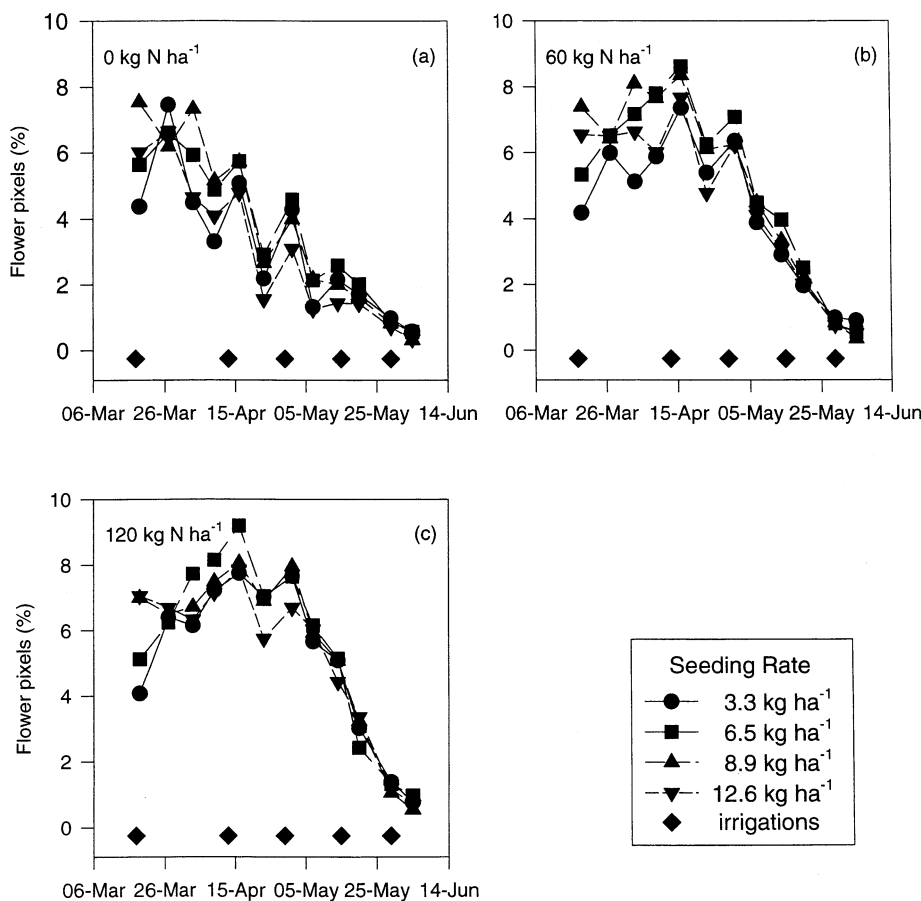 10
8
6
4
2
0
Flower pixels (%)
0 kg N ha⁻¹
(a)
06-Mar 26-Mar 15-Apr 05-May 25-May 14-Jun
10
8
6
4
2
0
60 kg N ha⁻¹
(b)
06-Mar 26-Mar 15-Apr 05-May 25-May 14-Jun
10
8
6
4
2
0
Flower pixels (%)
120 kg N ha⁻¹
(c)
06-Mar 26-Mar 15-Apr 05-May 25-May 14-Jun
Seeding Rate
3.3 kg ha⁻¹
6.5 kg ha⁻¹
8.9 kg ha⁻¹
12.6 kg ha⁻¹
irrigations